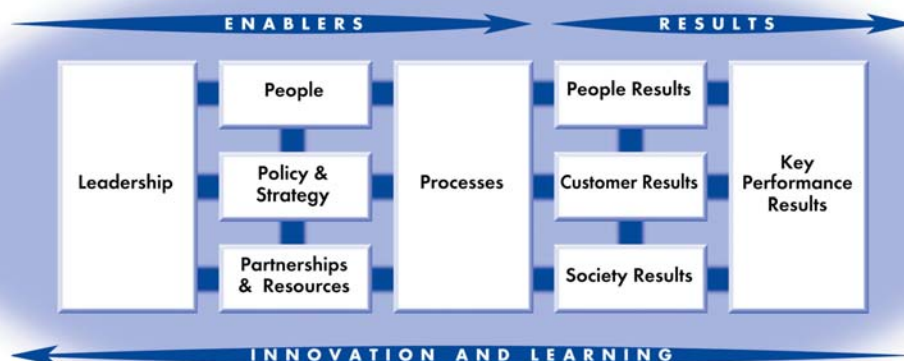 ENABLERS
RESULTS
Leadership
People
Policy &
Strategy
Partnerships
& Resources
Processes
People Results
Customer Results
Society Results
Key
Performance
Results
INNOVATION AND LEARNING